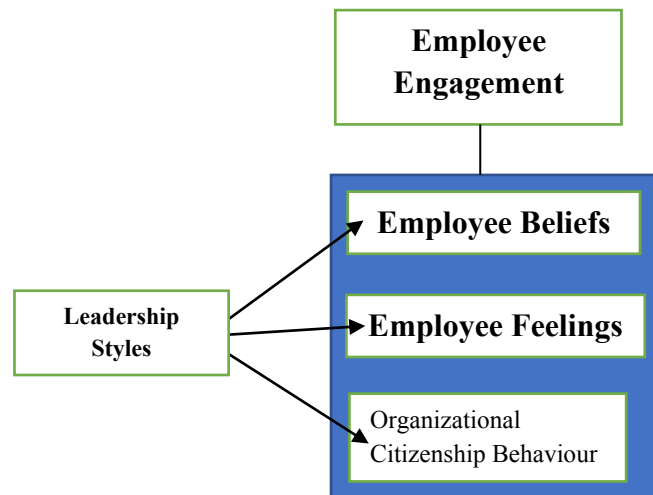 Employee
Engagement
Employee Beliefs
Leadership
Styles
Employee Feelings
Organizational
Citizenship Behaviour